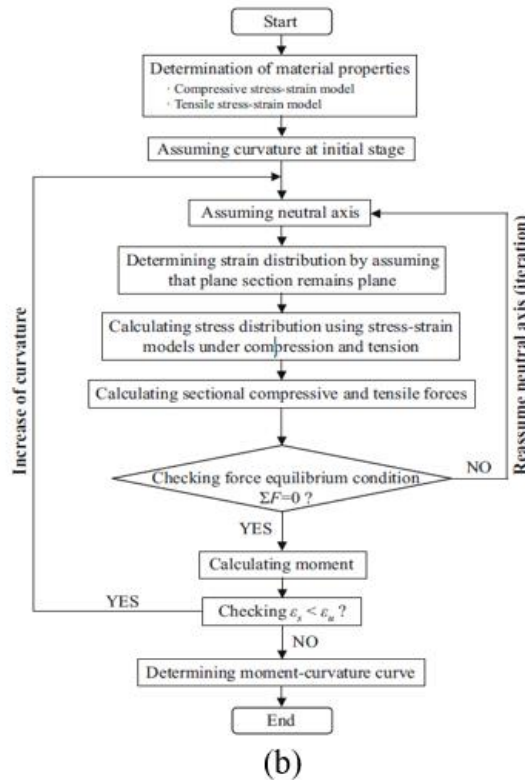 Start
Determination of material properties
· Compressive stress-strain model
· Tensile stress-strain model
Assuming curvature at initial stage
Assuming neutral axis
Determining strain distribution by assuming
that plane section remains plane
Calculating stress distribution using stress-strain
models under compression and tension
Calculating sectional compressive and tensile forces
Checking force equilibrium condition
ΣF=0 ?
NO
YES
Calculating moment
YES
Checking εs < εu ?
NO
Determining moment-curvature curve
End
Increase of curvature
Reassume neutral axis (iteration)
(b)